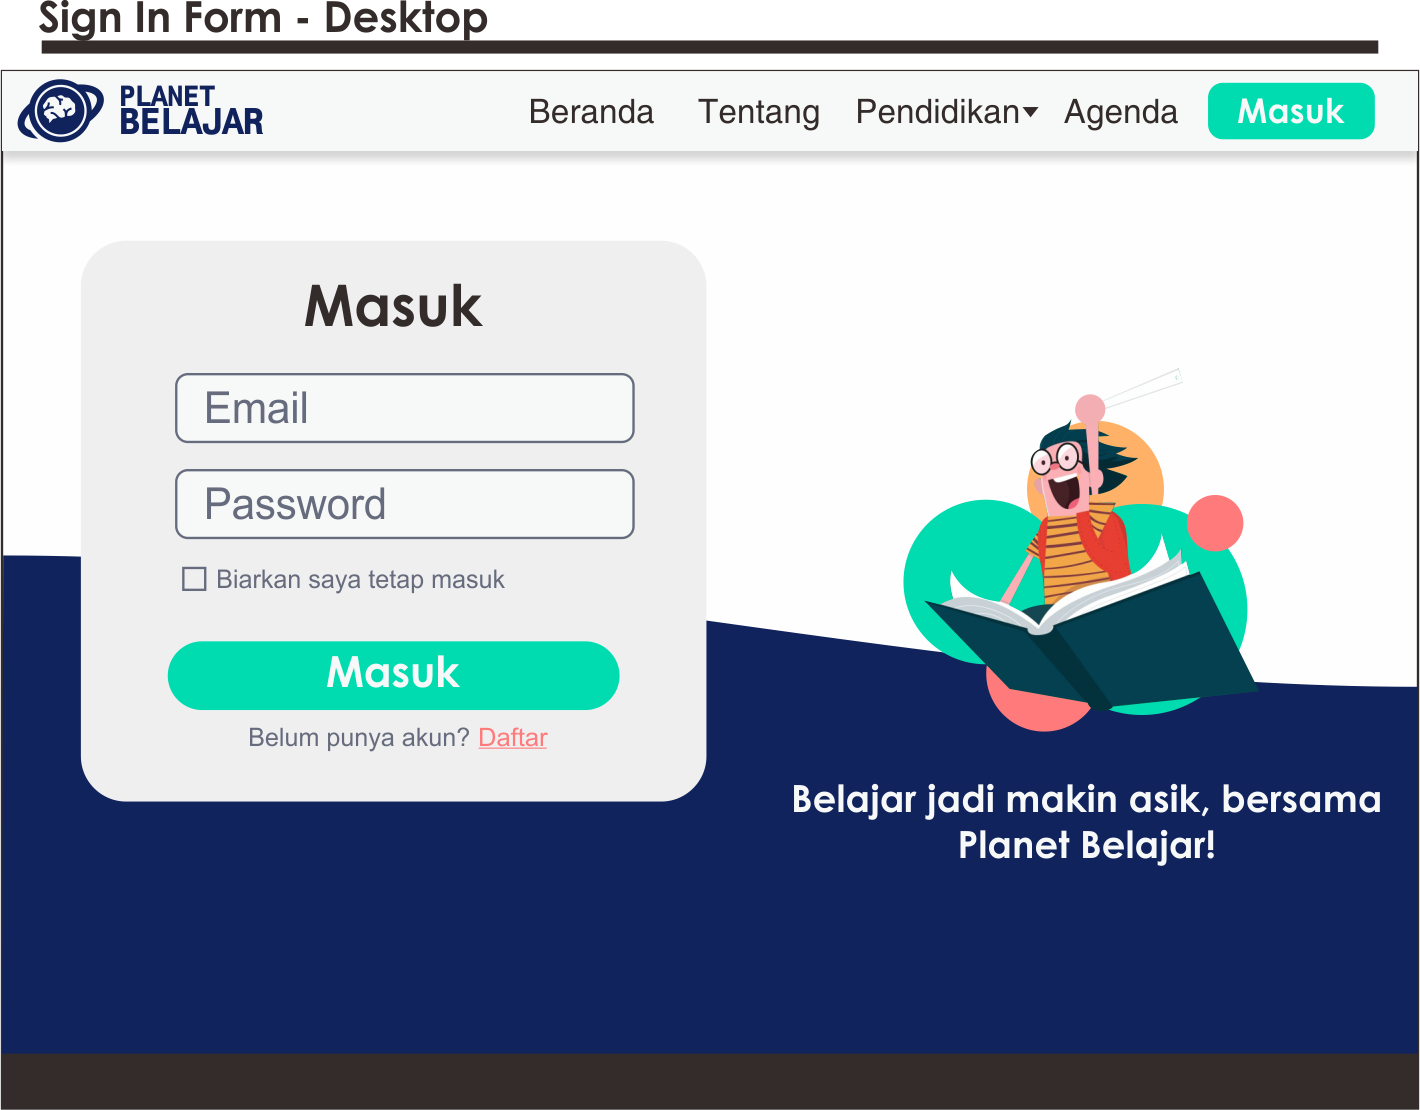 Sign In Form - Desktop
PLANET
BELAJAR
Beranda Tentang Pendidikan Agenda Masuk
Masuk
Email
Password
Biarkan saya tetap masuk
Masuk
Belum punya akun? Daftar
Belajar jadi makin asik, bersama
Planet Belajar!